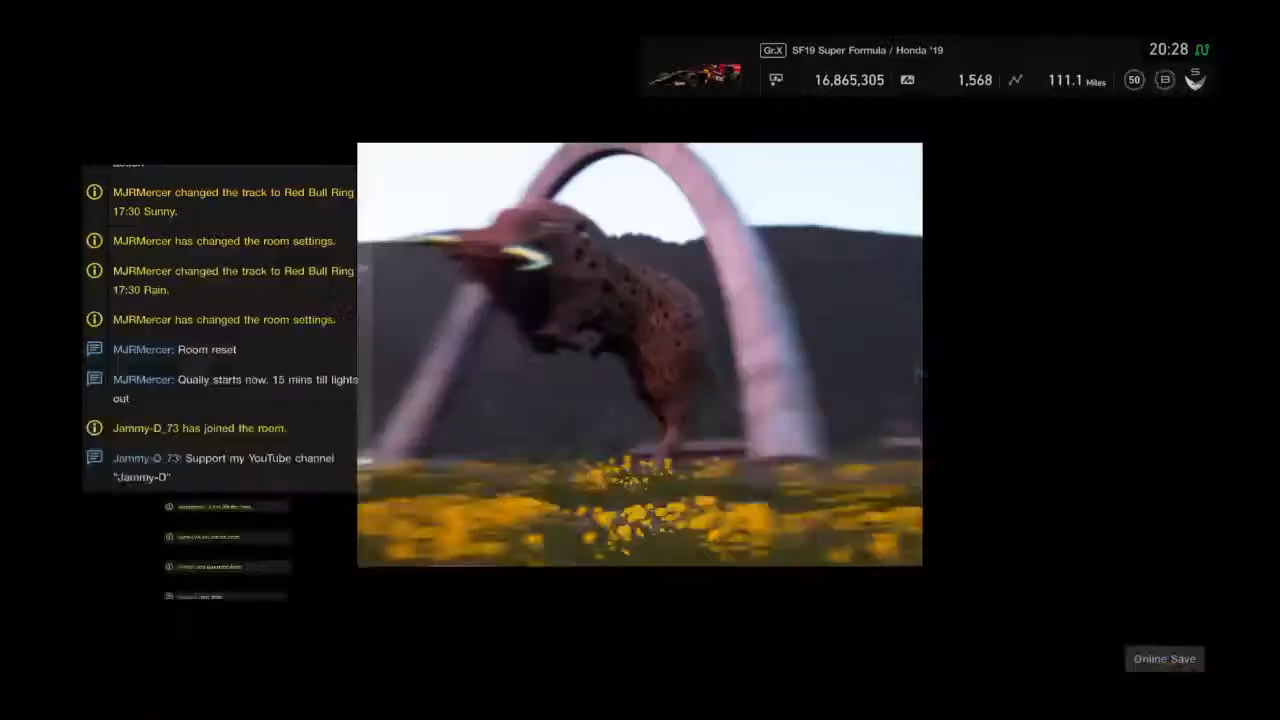 Gr.X SF19 Super Formula / Honda '19 20:28
16,865,305 1,568 111.1 Miles 50 B S
MJRMercer changed the track to Red Bull Ring
17:30 Sunny.
MJRMercer has changed the room settings.
MJRMercer changed the track to Red Bull Ring
17:30 Rain.
MJRMercer has changed the room settings.
MJRMercer: Room reset
MJRMercer: Qually starts now. 15 mins till lights
out
Jammy-D_73 has joined the room.
Jammy-D_73: Support my YouTube channel
"Jammy-D"
Online Save